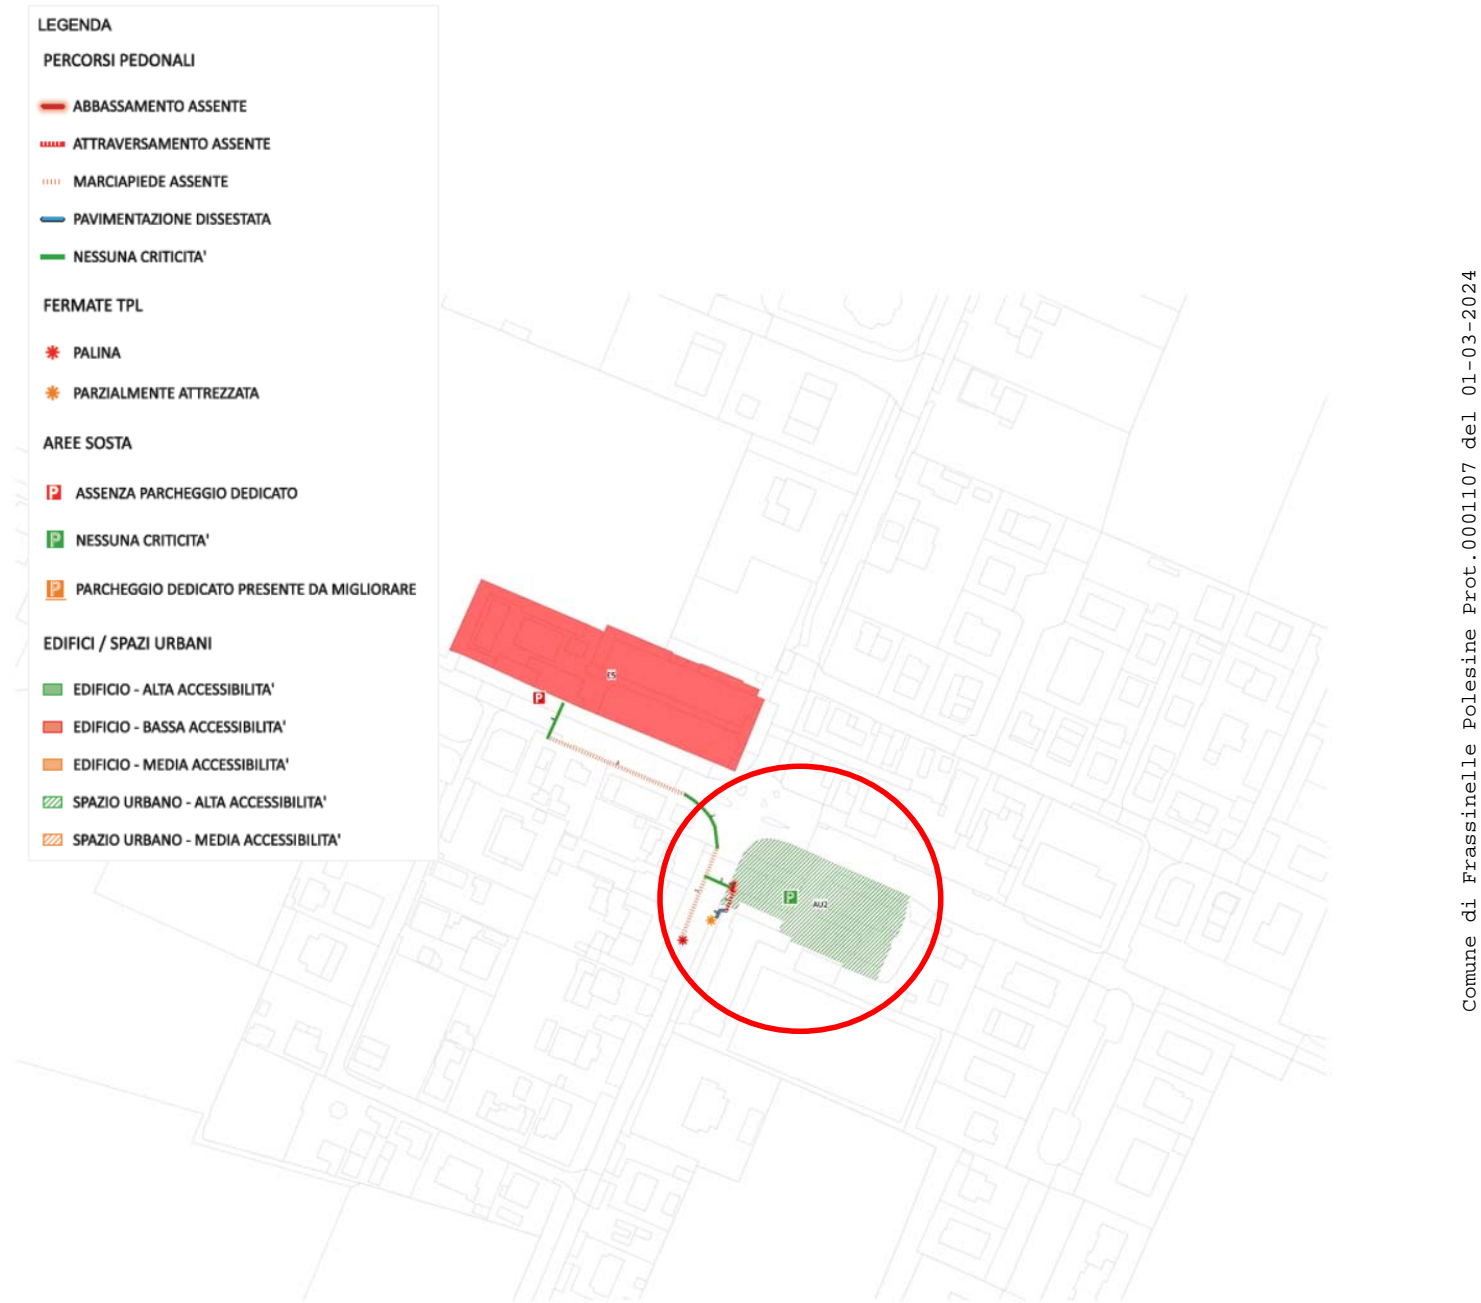 LEGENDA
PERCORSI PEDONALI
ABBASSAMENTO ASSENTE
ATTRAVERSAMENTO ASSENTE
MARCIAPIEDE ASSENTE
PAVIMENTAZIONE DISSESTATA
NESSUNA CRITICITA'
FERMATE TPL
PALINA
PARZIALMENTE ATTREZZATA
AREE SOSTA
P ASSENZA PARCHEGGIO DEDICATO
P NESSUNA CRITICITA'
P PARCHEGGIO DEDICATO PRESENTE DA MIGLIORARE
EDIFICI / SPAZI URBANI
EDIFICIO - ALTA ACCESSIBILITA'
EDIFICIO - BASSA ACCESSIBILITA'
EDIFICIO - MEDIA ACCESSIBILITA'
SPAZIO URBANO - ALTA ACCESSIBILITA'
SPAZIO URBANO - MEDIA ACCESSIBILITA'
E5
P
P
AU2
Comune di Frassinelle Polesine Prot.0001107 del 01-03-2024